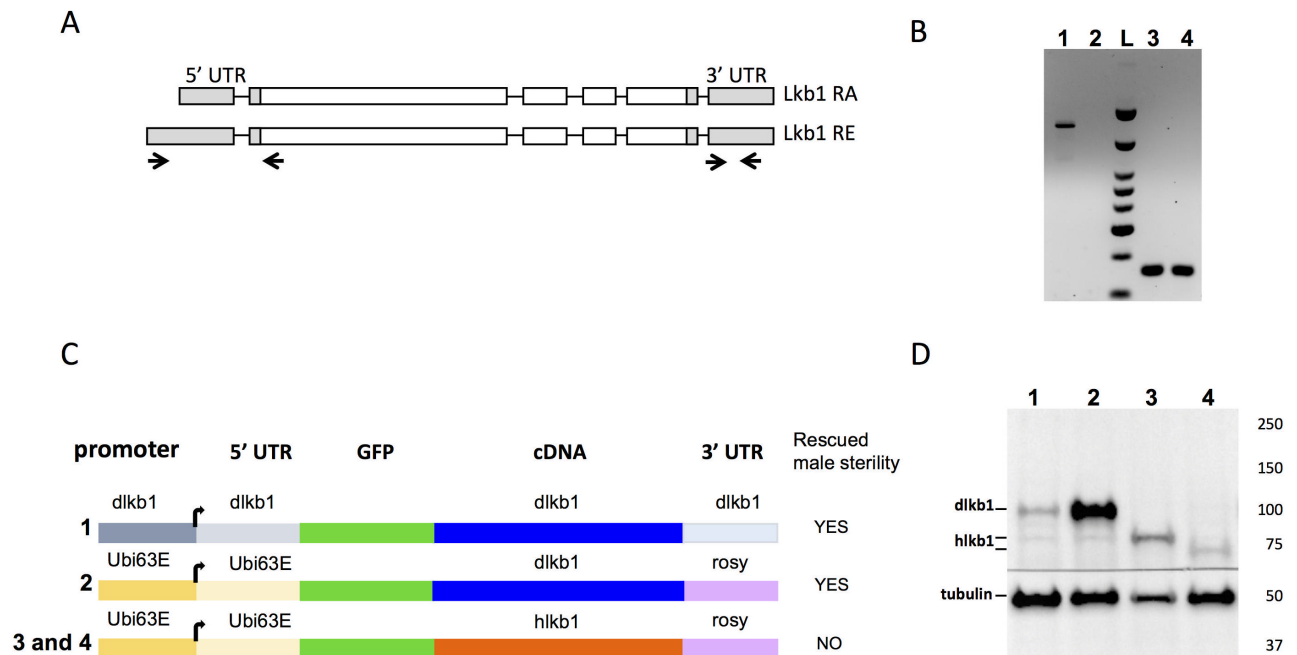 A
5' UTR 3' UTR
Lkb1 RA
Lkb1 RE
B
1 2 L 3 4
C
promoter 5' UTR GFP cDNA 3' UTR Rescued
male sterility
dlkb1 dlkb1 dlkb1 dlkb1
1 YES
Ubi63E Ubi63E dlkb1 rosy
2 YES
Ubi63E Ubi63E hlkb1 rosy
3 and 4 NO
D
1 2 3 4
250
150
dlkb1 100
hlkb1 75
tubulin 50
37